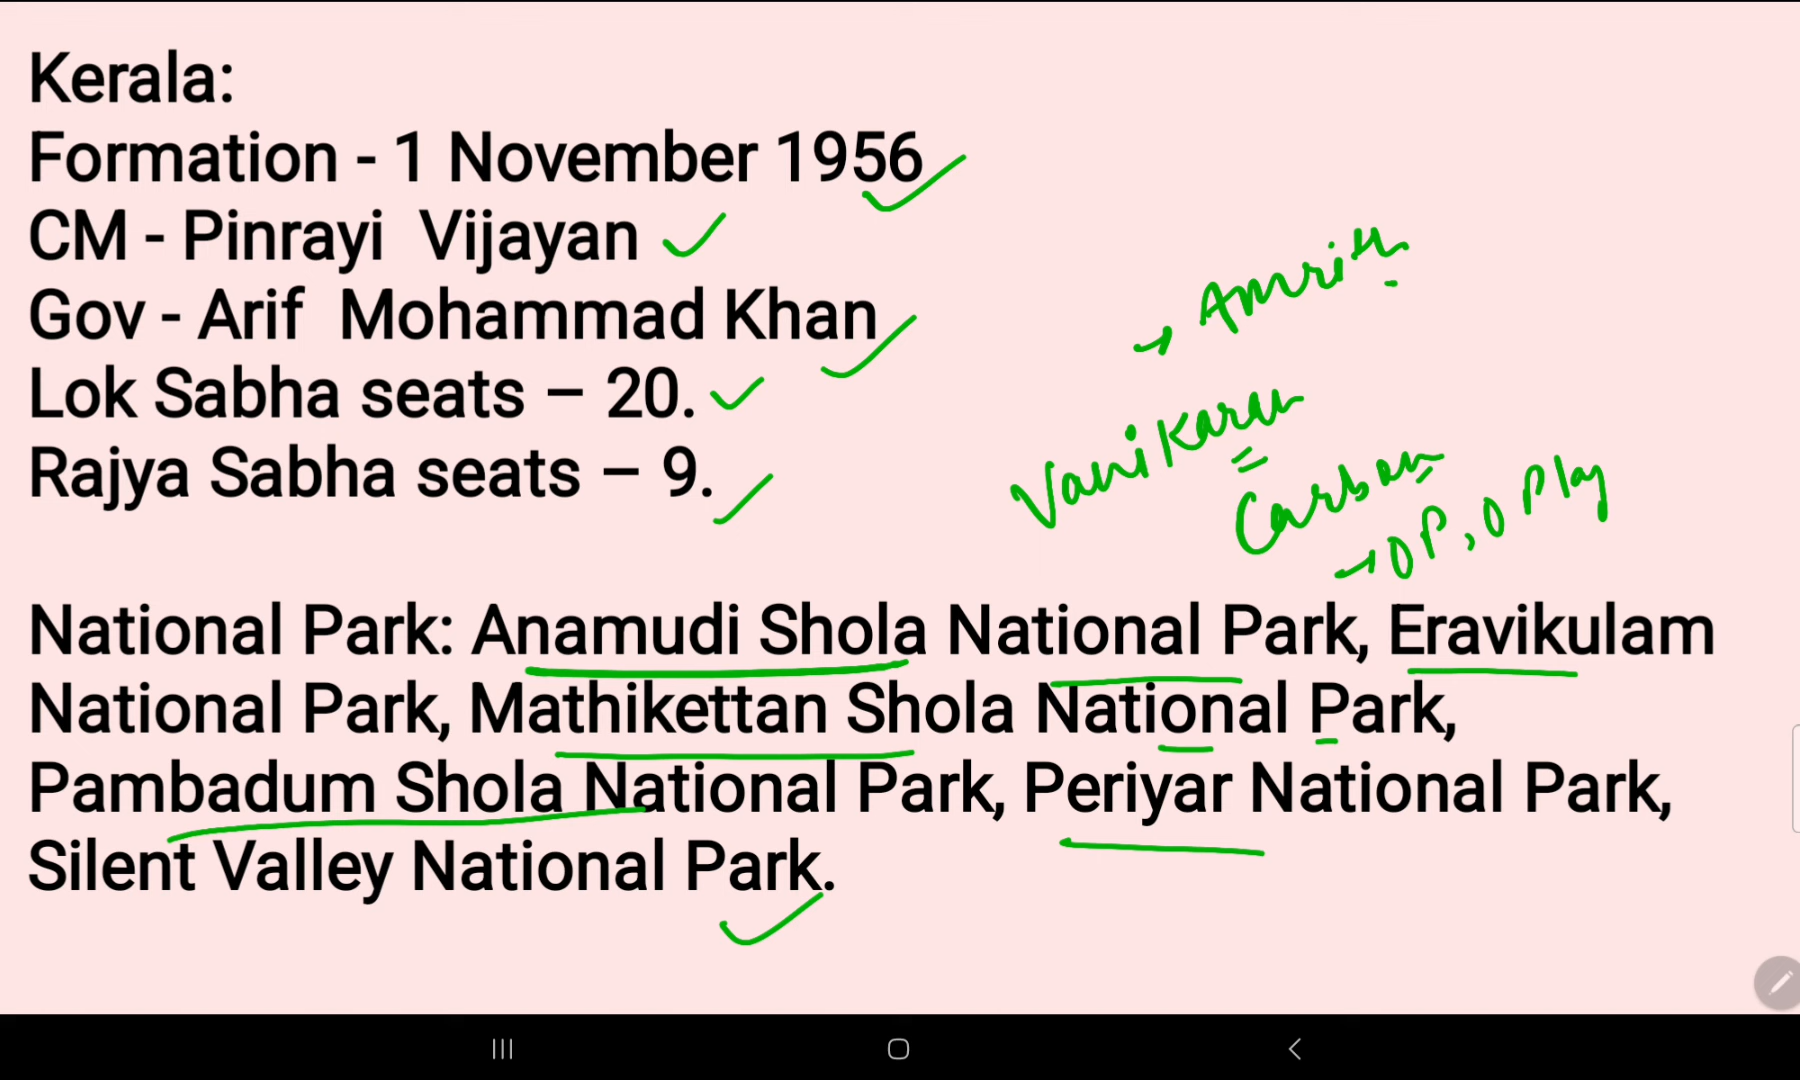 Kerala:
Formation - 1 November 1956
CM - Pinrayi Vijayan
Gov - Arif Mohammad Khan
Lok Sabha seats – 20.
Rajya Sabha seats – 9.
Vanikaran
Carbon
→ OP, O Play
National Park: Anamudi Shola National Park, Eravikulam
National Park, Mathikettan Shola National Park,
Pambadum Shola National Park, Periyar National Park,
Silent Valley National Park.